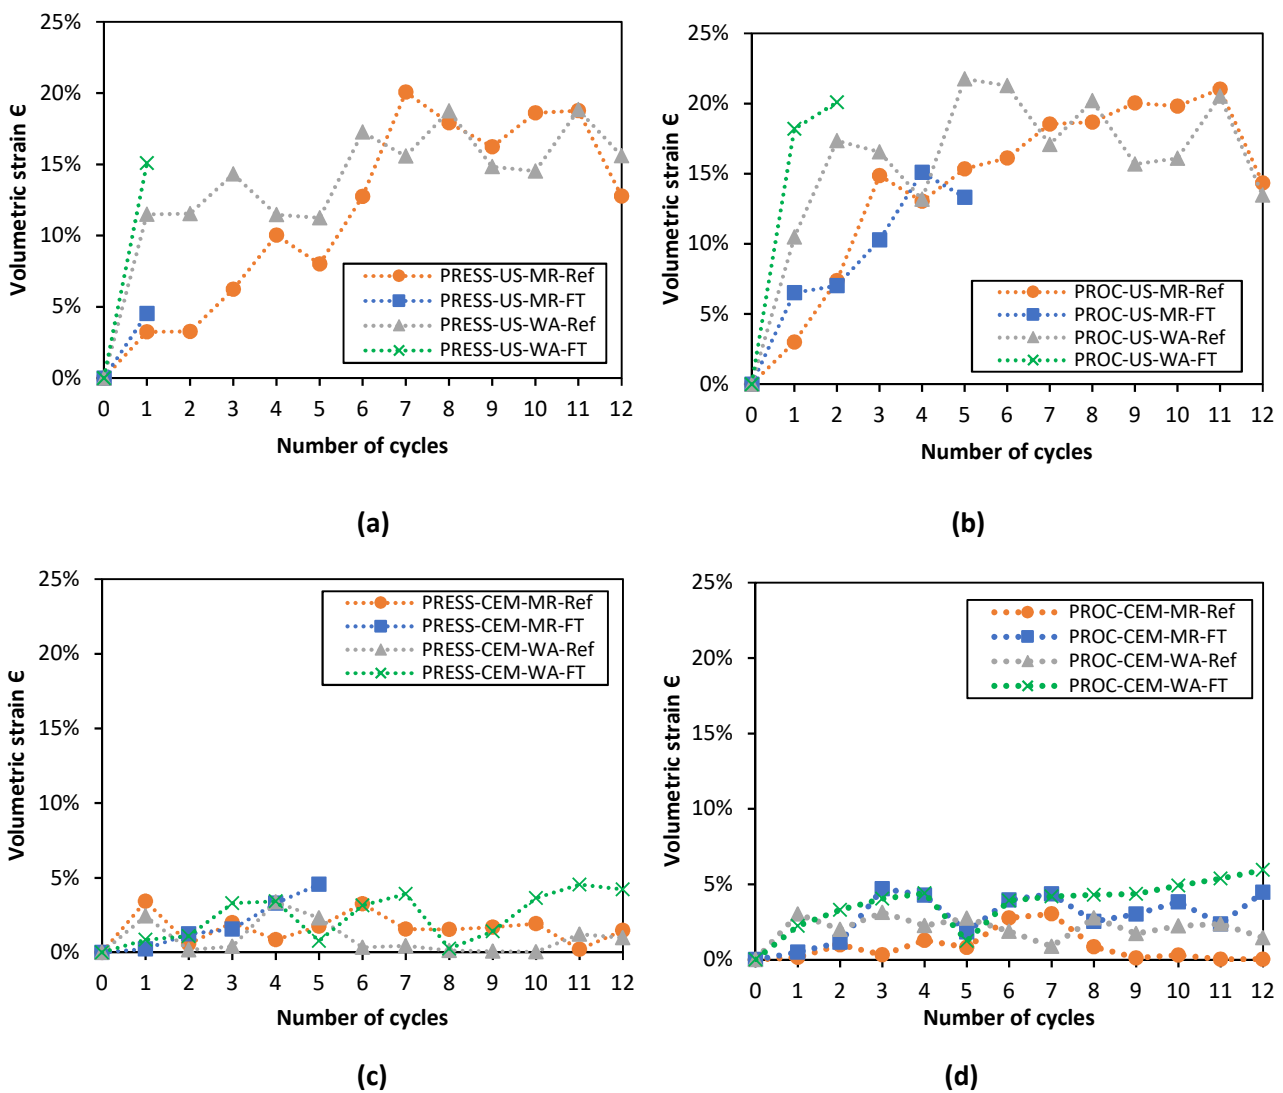 25%
20%
15%
10%
5%
0%
Volumetric strain Є
PRESS-US-MR-Ref
PRESS-US-MR-FT
PRESS-US-WA-Ref
PRESS-US-WA-FT
0 1 2 3 4 5 6 7 8 9 10 11 12
Number of cycles
(a)
25%
20%
15%
10%
5%
0%
Volumetric strain Є
PROC-US-MR-Ref
PROC-US-MR-FT
PROC-US-WA-Ref
PROC-US-WA-FT
0 1 2 3 4 5 6 7 8 9 10 11 12
Number of cycles
(b)
25%
20%
15%
10%
5%
0%
Volumetric strain Є
PRESS-CEM-MR-Ref
PRESS-CEM-MR-FT
PRESS-CEM-WA-Ref
PRESS-CEM-WA-FT
0 1 2 3 4 5 6 7 8 9 10 11 12
Number of cycles
(c)
25%
20%
15%
10%
5%
0%
Volumetric strain Є
PROC-CEM-MR-Ref
PROC-CEM-MR-FT
PROC-CEM-WA-Ref
PROC-CEM-WA-FT
0 1 2 3 4 5 6 7 8 9 10 11 12
Number of cycles
(d)